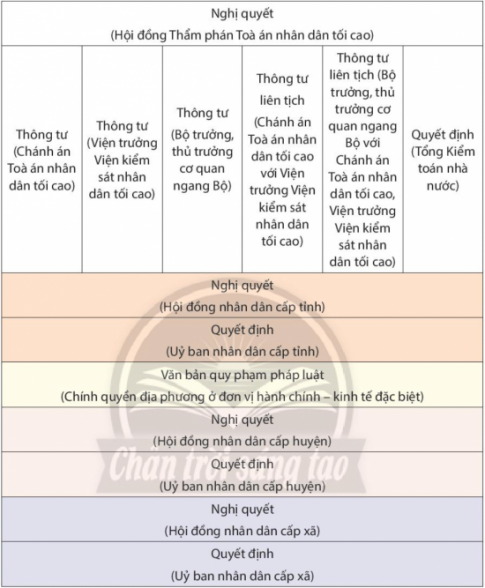 Nghị quyết
(Hội đồng Thẩm phán Toà án nhân dân tối cao)
Thông tư
(Chánh án
Toà án nhân
dân tối cao)
Thông tư
(Viện trưởng
Viện kiểm
sát nhân
dân tối cao)
Thông tư
(Bộ trưởng,
thủ trưởng
cơ quan
ngang Bộ)
Thông tư
liên tịch
(Chánh án
Toà án nhân
dân tối cao
với Viện
trưởng Viện
kiểm sát
nhân dân
tối cao)
Thông tư
liên tịch (Bộ
trưởng, thủ
trưởng cơ
quan ngang
Bộ với
Chánh án
Toà án nhân
dân tối cao,
Viện trưởng
Viện kiểm
sát nhân
dân tối cao)
Quyết định
(Tổng Kiểm
toán nhà
nước)
Nghị quyết
(Hội đồng nhân dân cấp tỉnh)
Quyết định
(Uỷ ban nhân dân cấp tỉnh)
Văn bản quy phạm pháp luật
(Chính quyền địa phương ở đơn vị hành chính – kinh tế đặc biệt)
Nghị quyết
(Hội đồng nhân dân cấp huyện)
Chân trời sáng tạo
Quyết định
(Uỷ ban nhân dân cấp huyện)
Nghị quyết
(Hội đồng nhân dân cấp xã)
Quyết định
(Uỷ ban nhân dân cấp xã)